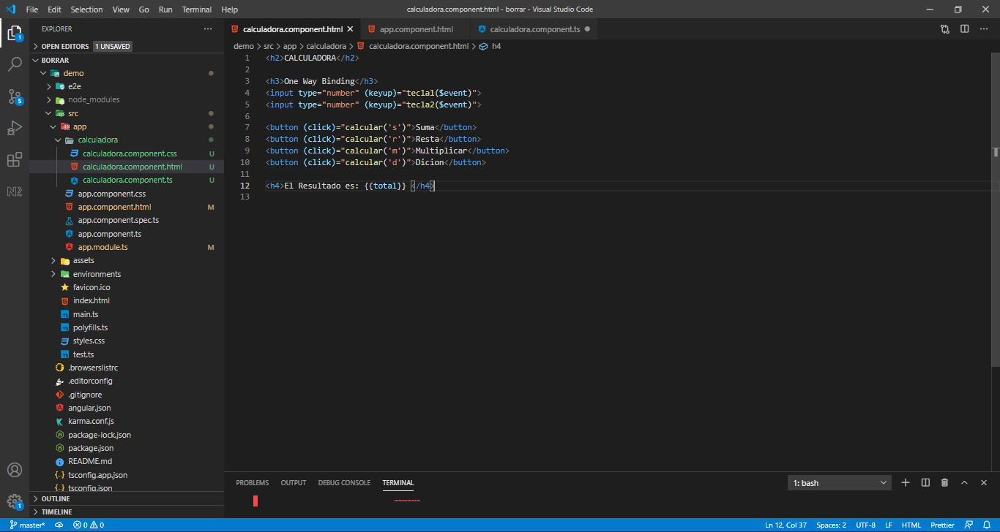 File Edit Selection View Go Run Terminal Help calculadora.component.html - borrar - Visual Studio Code
EXPLORER
OPEN EDITORS 1 UNSAVED
BORRAR
demo
e2e
node_modules
src
app
calculadora
calculadora.component.css U
calculadora.component.html U
calculadora.component.ts U
app.component.css
app.component.html M
app.component.spec.ts
app.component.ts
app.module.ts M
assets
environments
favicon.ico
index.html
main.ts
polyfills.ts
styles.css
test.ts
.browserslistrc
.editorconfig
.gitignore
angular.json
karma.conf.js
package-lock.json
package.json
README.md
tsconfig.app.json
tsconfig.json
OUTLINE
TIMELINE
1
5
1
N2
calculadora.component.html app.component.html calculadora.component.ts
demo > src > app > calculadora > calculadora.component.html > h4
1 <h2>CALCULADORA</h2>
2
3 <h3>One Way Binding</h3>
4 <input type="number" (keyup)="tecla1($event)">
5 <input type="number" (keyup)="tecla2($event)">
6
7 <button (click)="calcular('s')">Suma</button>
8 <button (click)="calcular('r')">Resta</button>
9 <button (click)="calcular('m')">Multiplicar</button>
10 <button (click)="calcular('d')">Dicion</button>
11
12 <h4>El Resultado es: {{total}} </h4>
13
PROBLEMS OUTPUT DEBUG CONSOLE TERMINAL 1: bash
~~~~~~
master* 0 0 Ln 12, Col 37 Spaces: 2 UTF-8 LF HTML Prettier